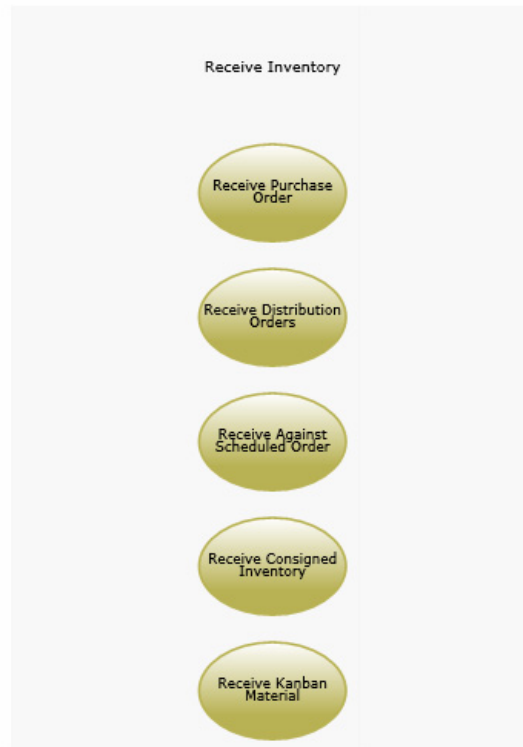 Receive Inventory
Receive Purchase
Order
Receive Distribution
Orders
Receive Against
Scheduled Order
Receive Consigned
Inventory
Receive Kanban
Material